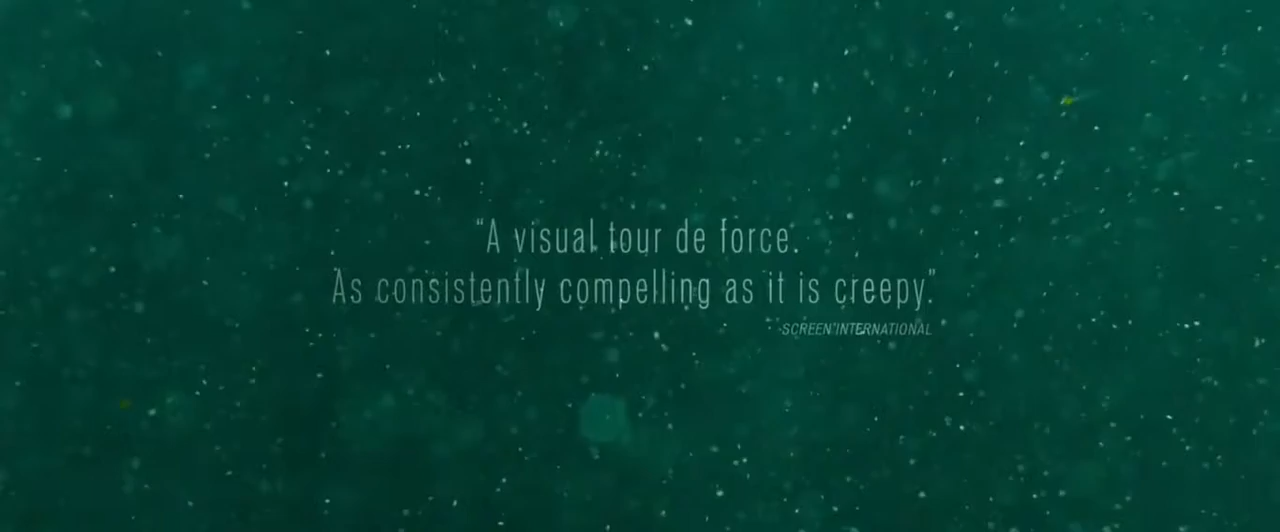 “A visual tour de force.
As consistently compelling as it is creepy.”
-SCREEN INTERNATIONAL